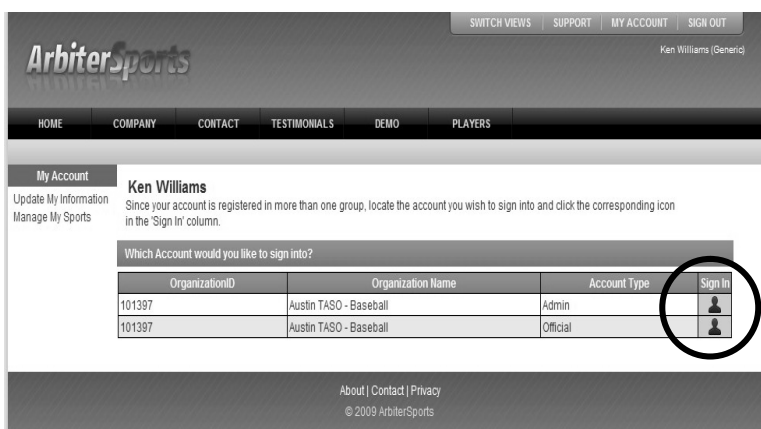 SWITCH VIEWS | SUPPORT | MY ACCOUNT | SIGN OUT
ArbiterSports
Ken Williams (Generic)
HOME COMPANY CONTACT TESTIMONIALS DEMO PLAYERS
My Account
Update My Information
Manage My Sports
Ken Williams
Since your account is registered in more than one group, locate the account you wish to sign into and click the corresponding icon
in the 'Sign In' column.
Which Account would you like to sign into?
OrganizationID Organization Name Account Type Sign In
101397 Austin TASO - Baseball Admin
101397 Austin TASO - Baseball Official
About | Contact | Privacy
© 2009 ArbiterSports